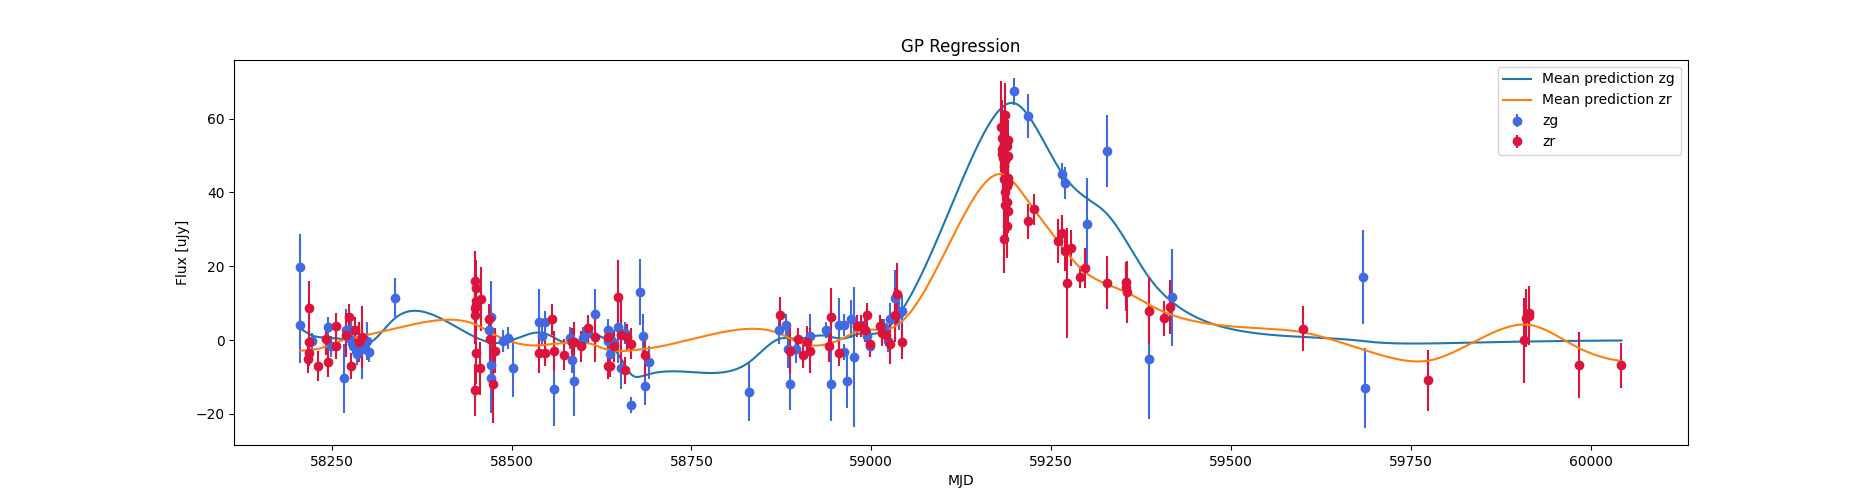 GP Regression
Flux [uJy]
60
40
20
0
−20
58250 58500 58750 59000 59250 59500 59750 60000
MJD
Mean prediction zg
Mean prediction zr
zg
zr